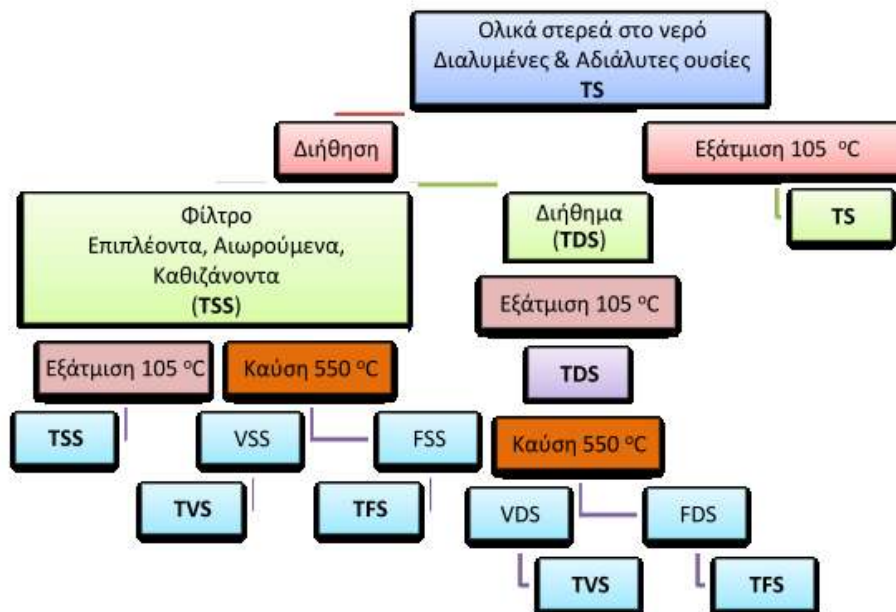 Ολικά στερεά στο νερό
Διαλυμένες & Αδιάλυτες ουσίες
TS
Διήθηση
Εξάτμιση 105 °C
Φίλτρο
Επιπλέοντα, Αιωρούμενα,
Καθιζάνοντα
(TSS)
Διήθημα
(TDS)
TS
Εξάτμιση 105 °C
Εξάτμιση 105 °C
Καύση 550 °C
TDS
TSS
VSS
FSS
Καύση 550 °C
TVS
TFS
VDS
FDS
TVS
TFS